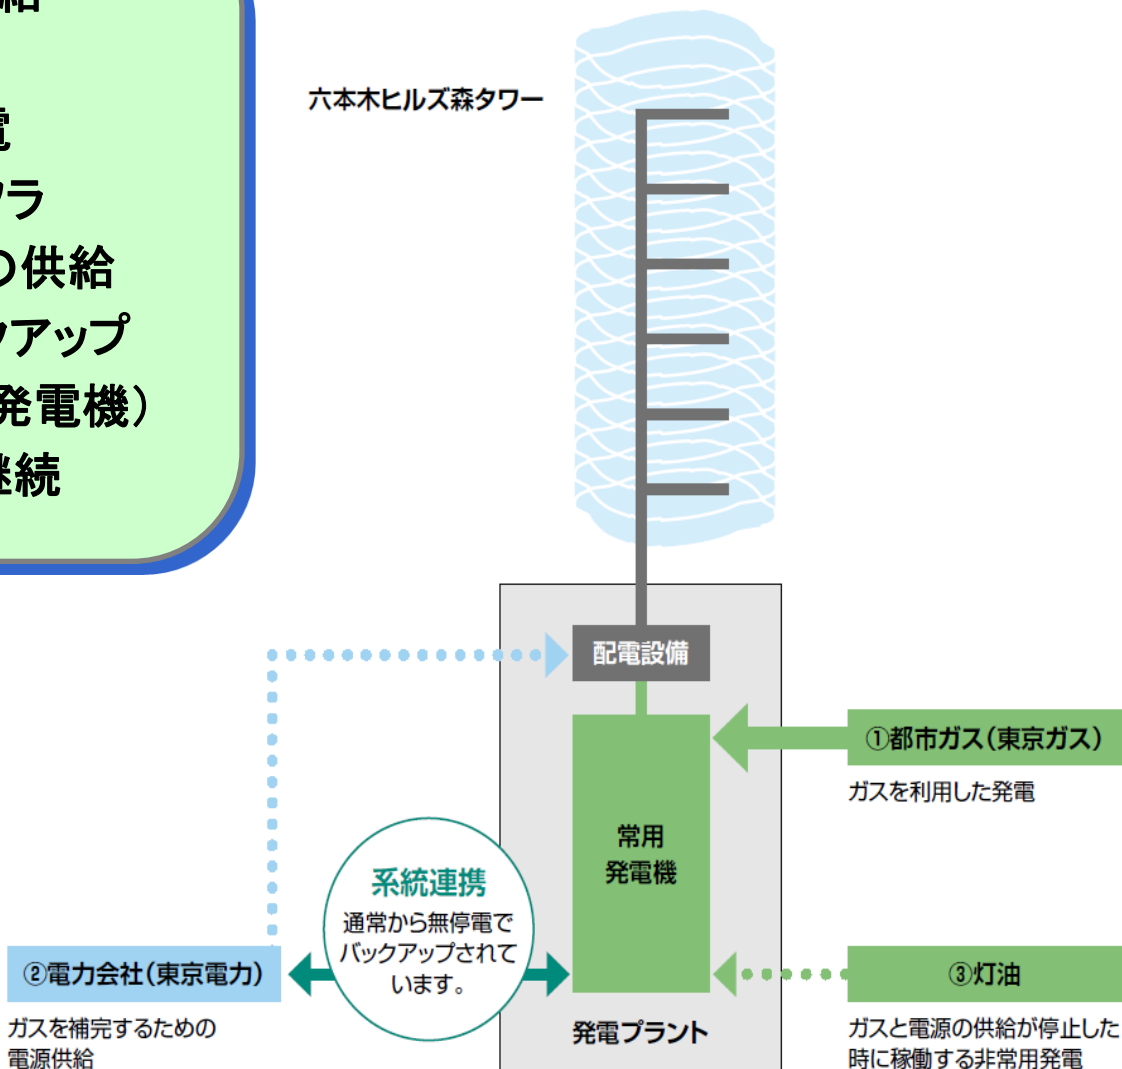 給
電
ラ
の供給
クアップ
発電機）
継続
六本木ヒルズ森タワー
配電設備
①都市ガス（東京ガス）
ガスを利用した発電
常用
発電機
系統連携
通常から無停電で
バックアップされて
います。
②電力会社（東京電力）
ガスを補完するための
電源供給
③灯油
ガスと電源の供給が停止した
時に稼働する非常用発電
発電プラント